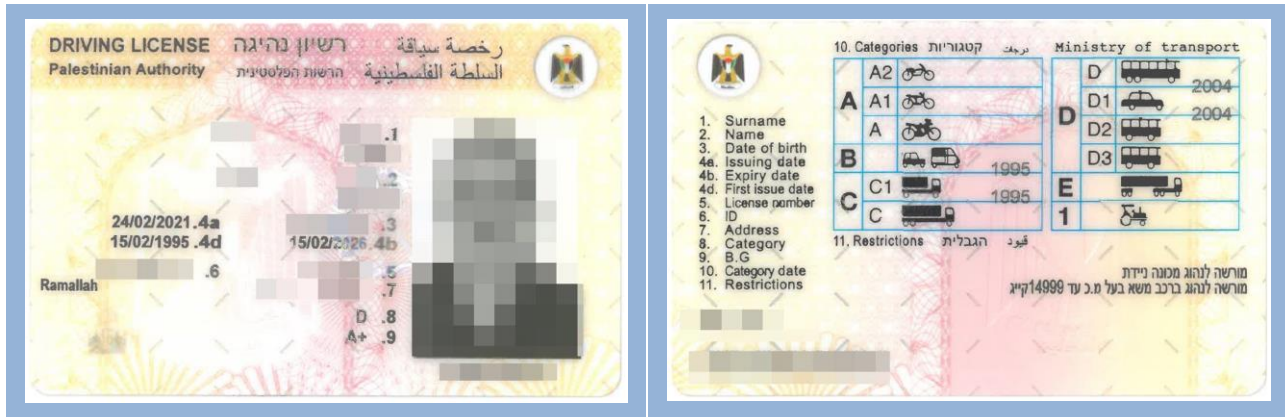 DRIVING LICENSE רשיון נהיגה رخصة سياقة
Palestinian Authority הרשות הפלסטינית السلطة الفلسطينية
.1
.2
24/02/2021 .4a .3
15/02/1995 .4d 15/02/2026 .4b
.6 .5
Ramallah .7
D .8
A+ .9
10. Categories קטגוריות درجات Ministry of transport
1. Surname
2. Name
3. Date of birth
4a. Issuing date
4b. Expiry date
4d. First issue date
5. License number
6. ID
7. Address
8. Category
9. B.G
10. Category date
11. Restrictions
A
A2
A1
A
B 1995
C
C1 1995
C
D
D 2004
D1 2004
D2
D3
E
1
11. Restrictions הגבלית قيود
מורשה לנהוג מכונה ניידת
מורשה לנהוג ברכב משא בעל מ.כ עד 14999קייג